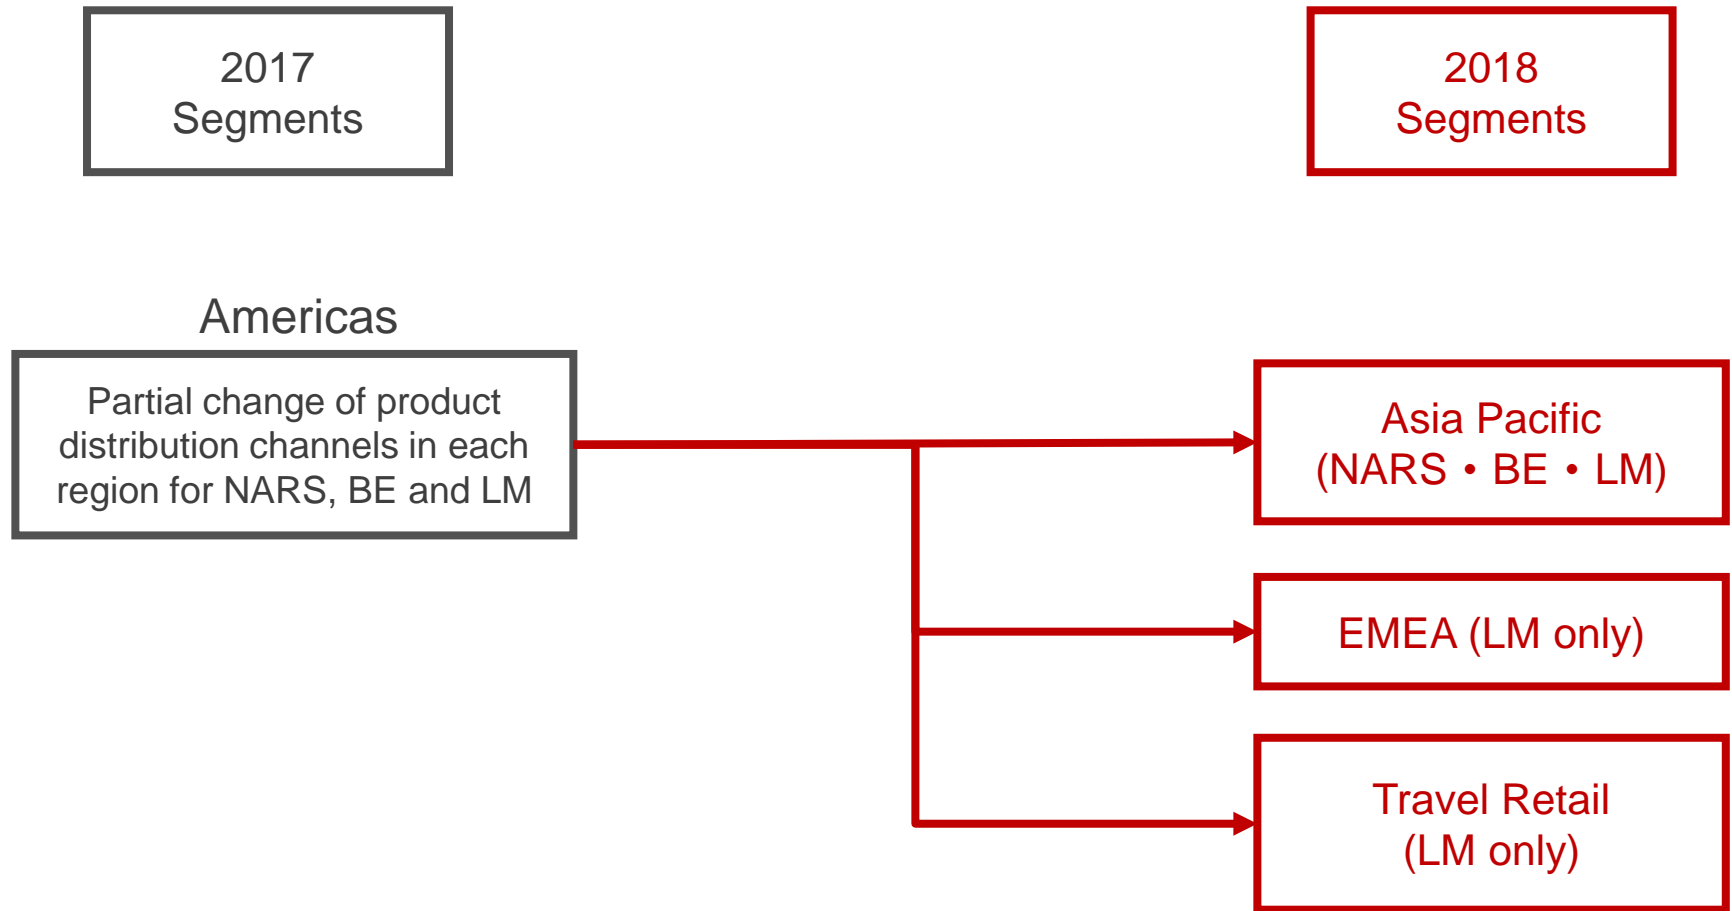 2017
Segments
2018
Segments
Americas
Partial change of product
distribution channels in each
region for NARS, BE and LM
Asia Pacific
(NARS・BE・LM)
EMEA (LM only)
Travel Retail
(LM only)